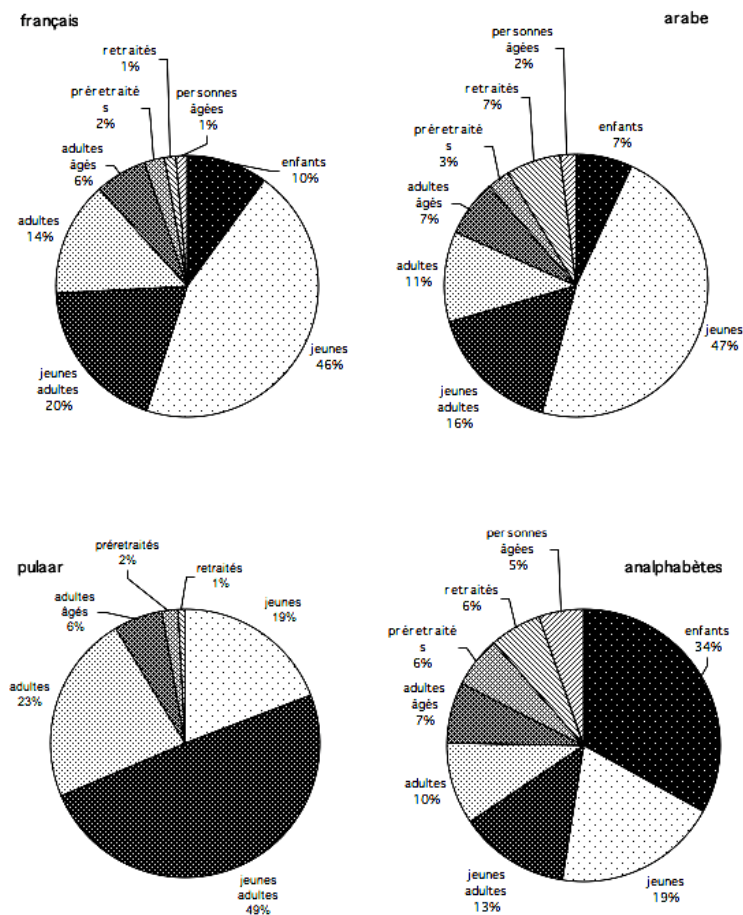 français
retraités
1%
préretraité
s
2%
personnes
âgées
1%
adultes
âgés
6%
enfants
10%
adultes
14%
jeunes
46%
jeunes
adultes
20%
arabe
personnes
âgées
2%
retraités
7%
préretraité
s
3%
enfants
7%
adultes
âgés
7%
adultes
11%
jeunes
47%
jeunes
adultes
16%
pulaar
préretraités
2%
retraités
1%
adultes
âgés
6%
jeunes
19%
adultes
23%
jeunes
adultes
49%
analphabètes
personnes
âgées
5%
retraités
6%
préretraité
s
6%
enfants
34%
adultes
âgés
7%
adultes
10%
jeunes
adultes
13%
jeunes
19%